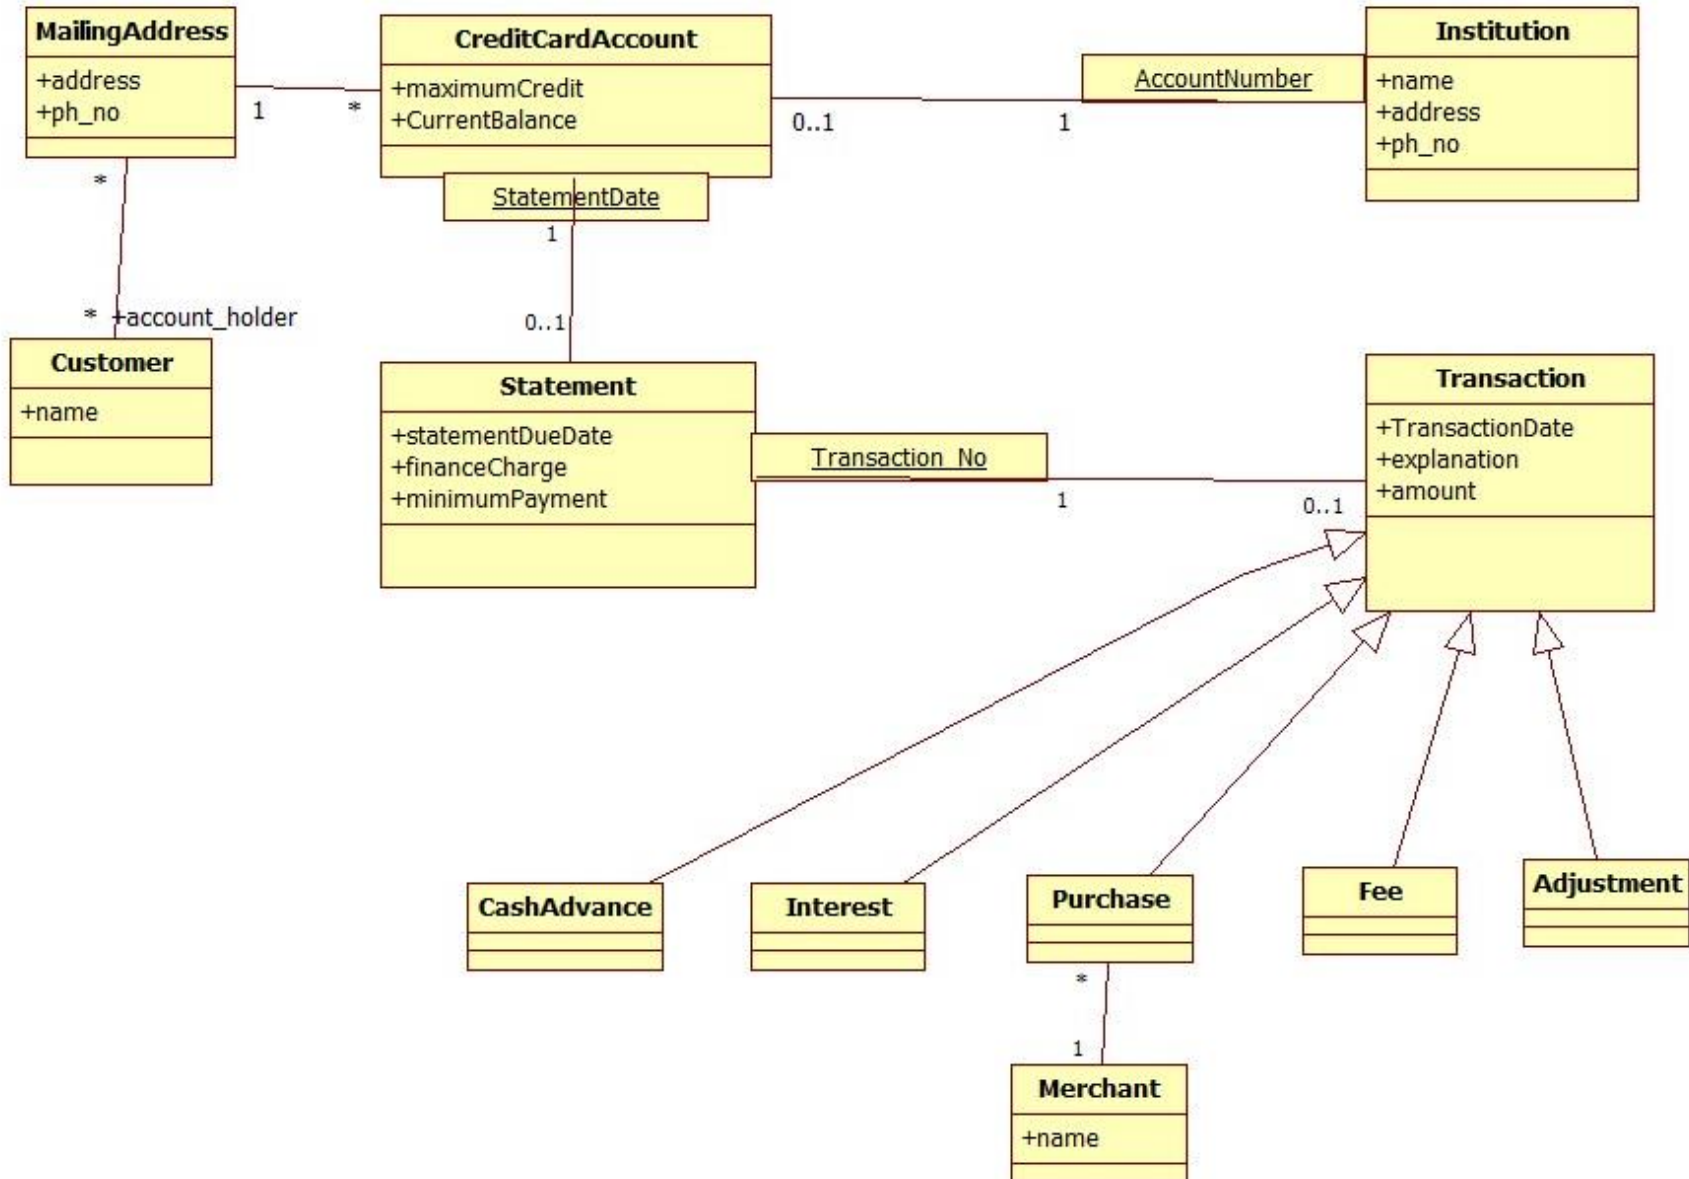 MailingAddress
+address
+ph_no
1
*
CreditCardAccount
+maximumCredit
+CurrentBalance
0..1
1
AccountNumber
Institution
+name
+address
+ph_no
StatementDate
1
0..1
*
* +account_holder
Customer
+name
Statement
+statementDueDate
+financeCharge
+minimumPayment
Transaction_No
1
0..1
Transaction
+TransactionDate
+explanation
+amount
CashAdvance
Interest
Purchase
Fee
Adjustment
*
1
Merchant
+name